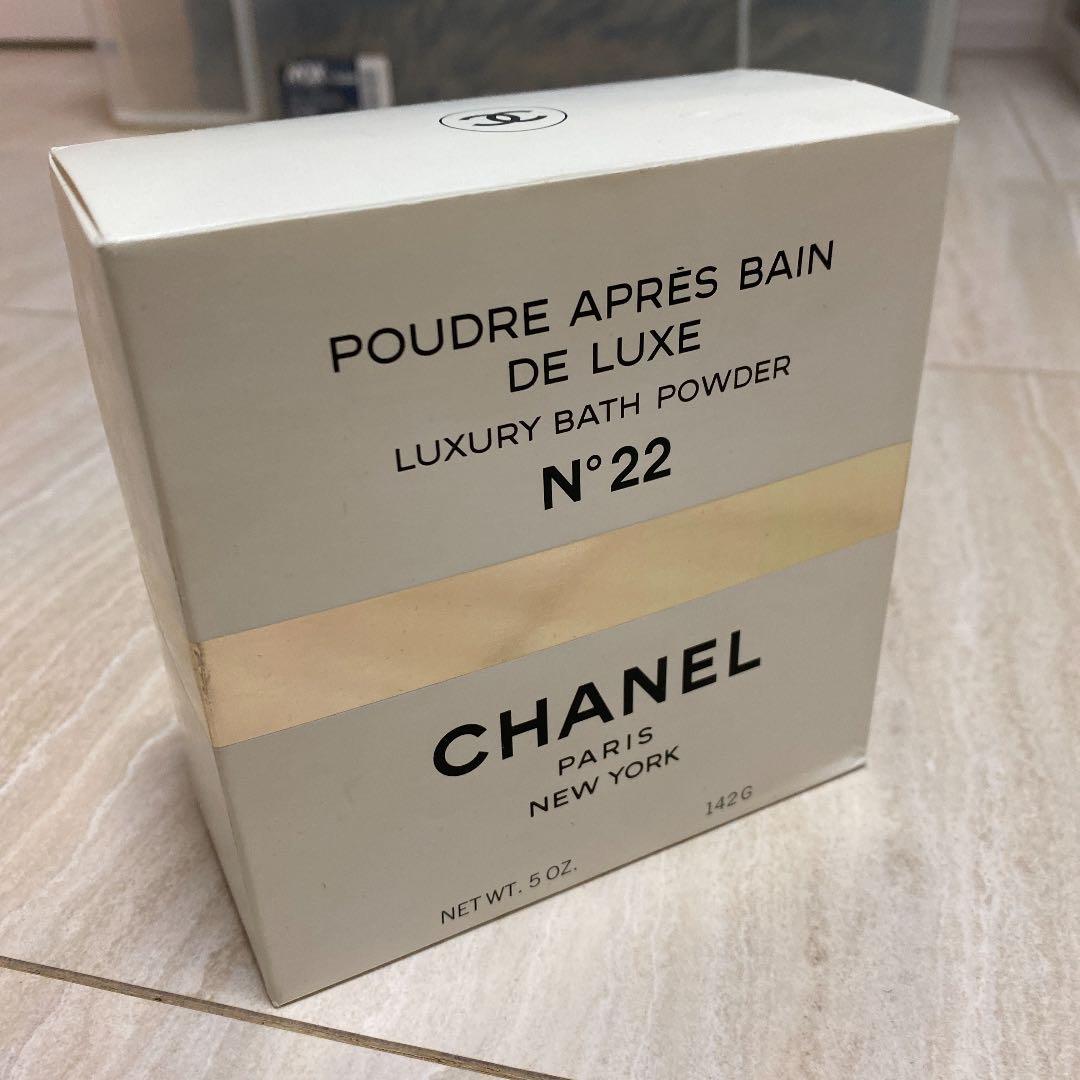 POUDRE APRÈS BAIN
DE LUXE
LUXURY BATH POWDER
N° 22
CHANEL
PARIS
NEW YORK
142G
NET WT. 5 OZ.